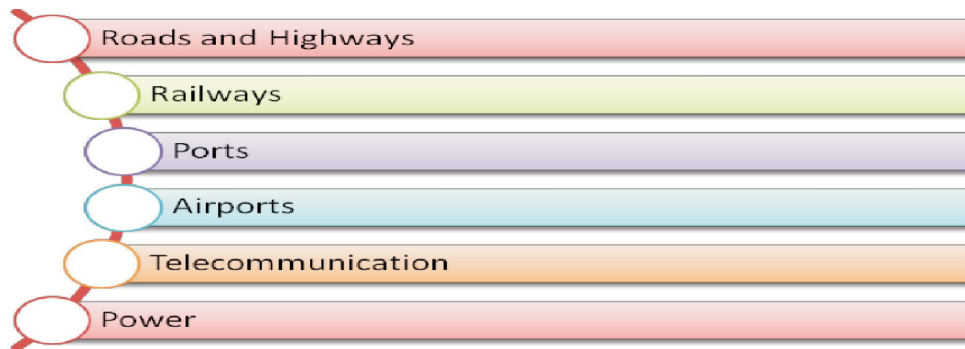 Roads and Highways
Railways
Ports
Airports
Telecommunication
Power